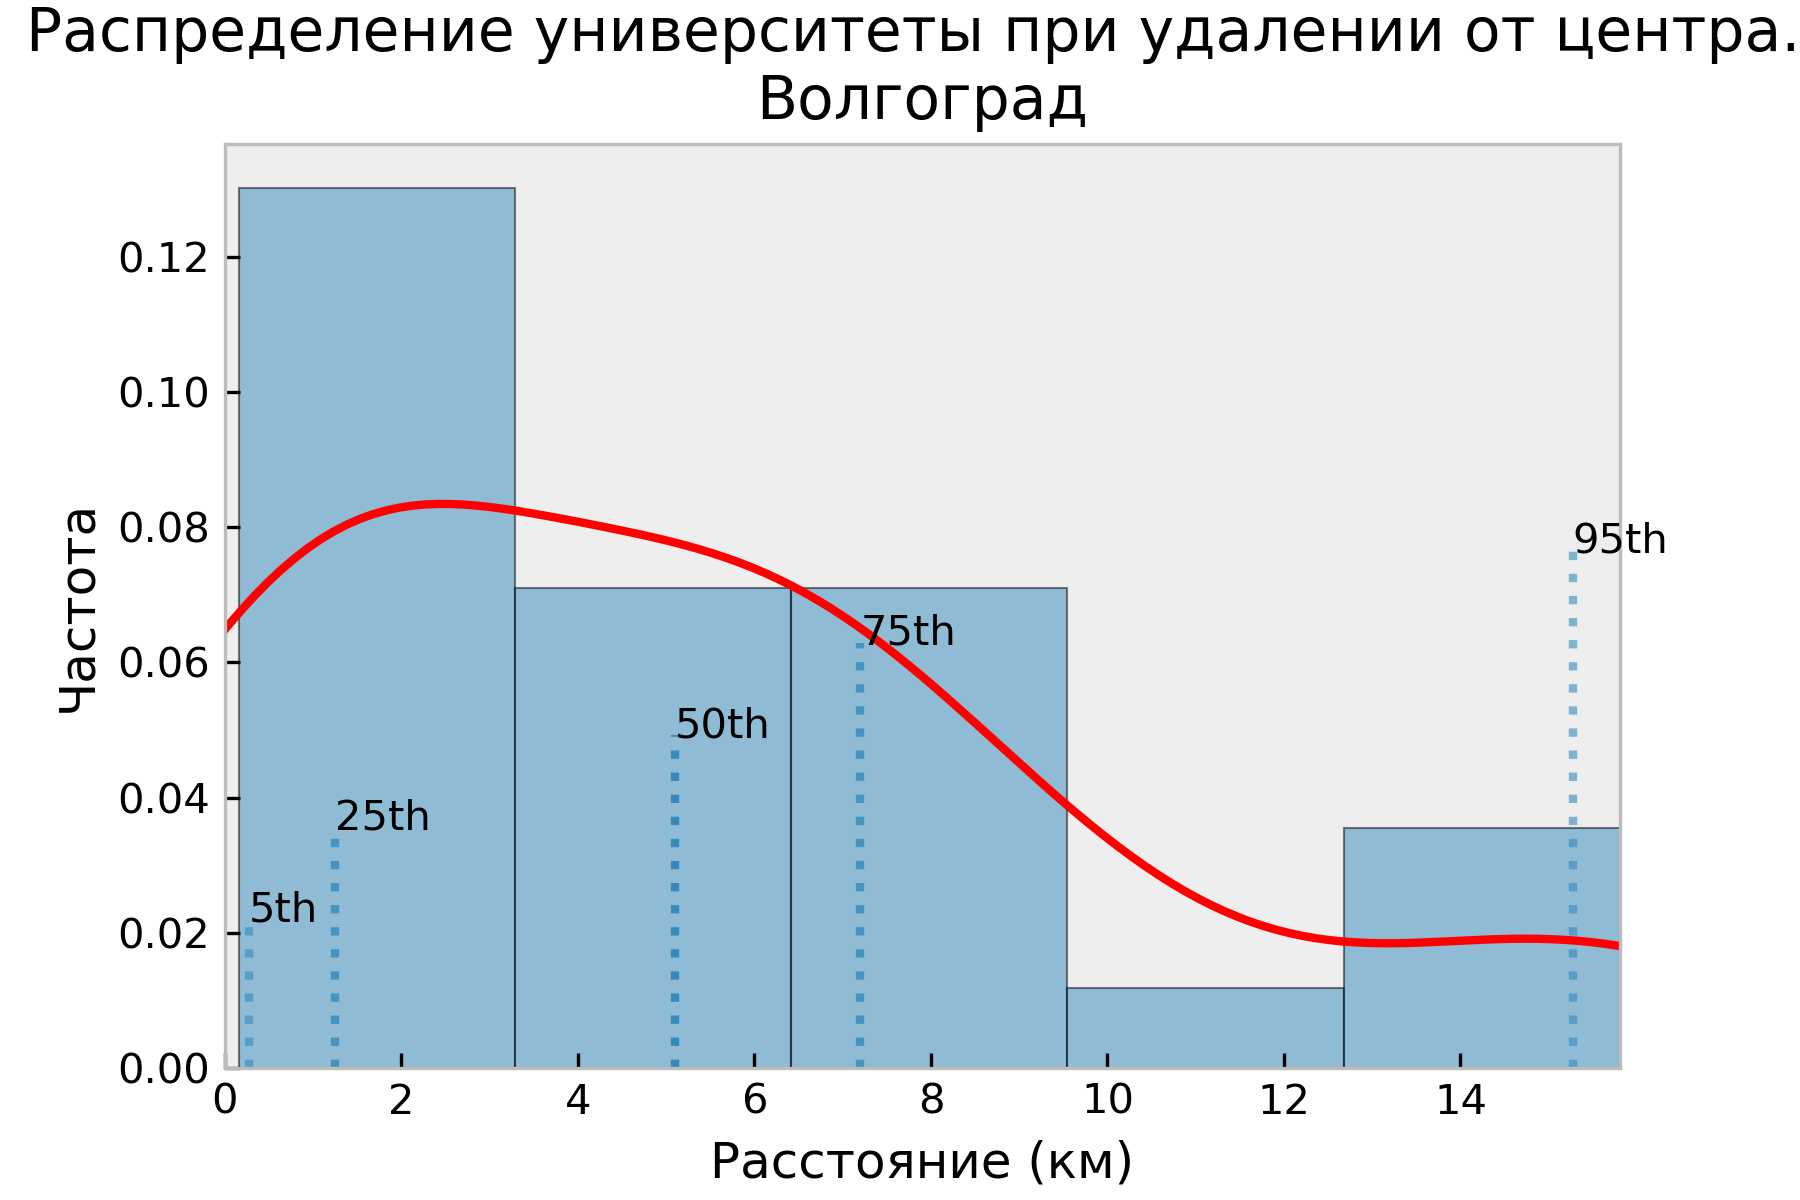 Распределение университеты при удалении от центра.
Волгоград
Частота
0.12
0.10
0.08
0.06
0.04
0.02
0.00
95th
75th
50th
25th
5th
0 2 4 6 8 10 12 14
Расстояние (км)